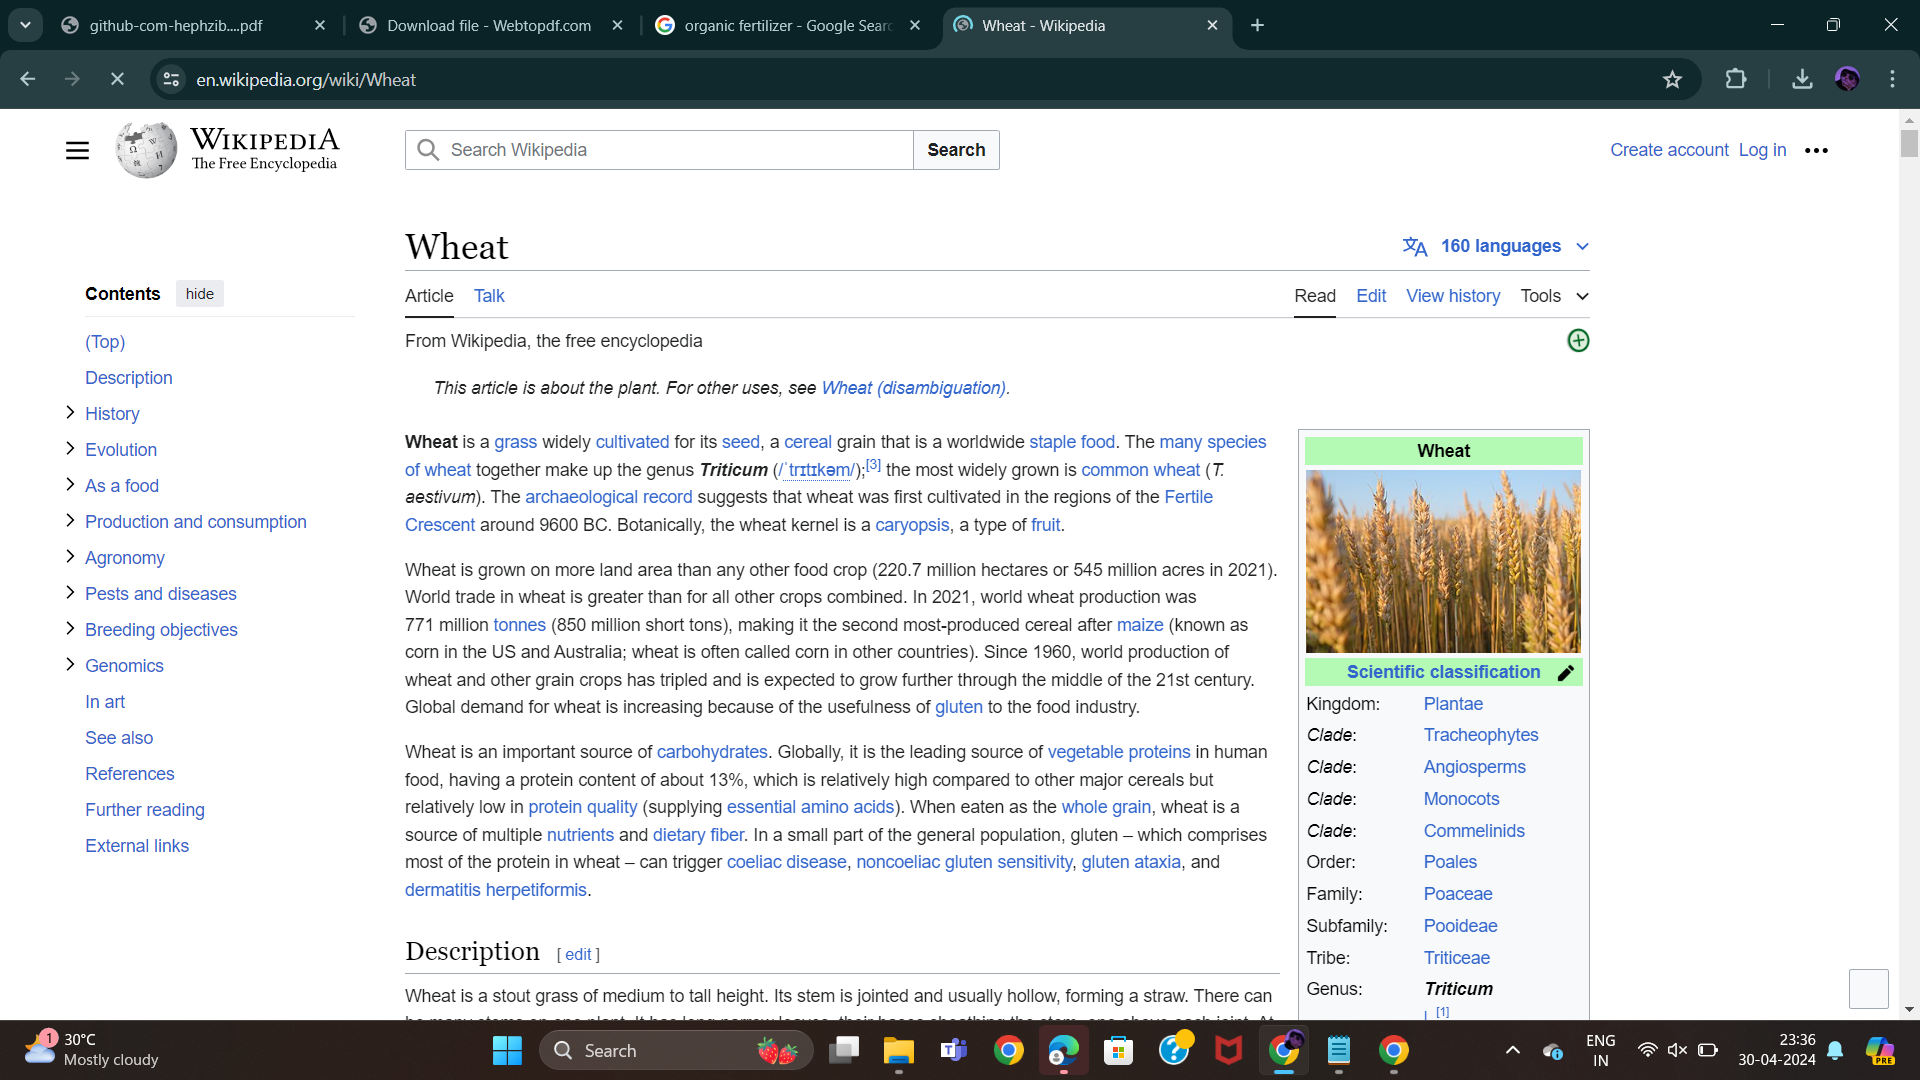 github-com-hephzib....pdf
Download file - Webtopdf.com
organic fertilizer - Google Sear
Wheat - Wikipedia
en.wikipedia.org/wiki/Wheat
WIKIPEDIA
The Free Encyclopedia
Search Wikipedia
Search
Create account Log in
Wheat
160 languages
Contents hide
Article Talk
Read Edit View history Tools
From Wikipedia, the free encyclopedia
(Top)
Description
History
Evolution
As a food
Production and consumption
Agronomy
Pests and diseases
Breeding objectives
Genomics
In art
See also
References
Further reading
External links
This article is about the plant. For other uses, see Wheat (disambiguation).
Wheat is a grass widely cultivated for its seed, a cereal grain that is a worldwide staple food. The many species
of wheat together make up the genus Triticum (/ˈtrɪtɪkəm/);[3] the most widely grown is common wheat (T.
aestivum). The archaeological record suggests that wheat was first cultivated in the regions of the Fertile
Crescent around 9600 BC. Botanically, the wheat kernel is a caryopsis, a type of fruit.
Wheat is grown on more land area than any other food crop (220.7 million hectares or 545 million acres in 2021).
World trade in wheat is greater than for all other crops combined. In 2021, world wheat production was
771 million tonnes (850 million short tons), making it the second most-produced cereal after maize (known as
corn in the US and Australia; wheat is often called corn in other countries). Since 1960, world production of
wheat and other grain crops has tripled and is expected to grow further through the middle of the 21st century.
Global demand for wheat is increasing because of the usefulness of gluten to the food industry.
Wheat is an important source of carbohydrates. Globally, it is the leading source of vegetable proteins in human
food, having a protein content of about 13%, which is relatively high compared to other major cereals but
relatively low in protein quality (supplying essential amino acids). When eaten as the whole grain, wheat is a
source of multiple nutrients and dietary fiber. In a small part of the general population, gluten – which comprises
most of the protein in wheat – can trigger coeliac disease, noncoeliac gluten sensitivity, gluten ataxia, and
dermatitis herpetiformis.
Description [ edit ]
Wheat is a stout grass of medium to tall height. Its stem is jointed and usually hollow, forming a straw. There can
Wheat
Scientific classification
Kingdom: Plantae
Clade: Tracheophytes
Clade: Angiosperms
Clade: Monocots
Clade: Commelinids
Order: Poales
Family: Poaceae
Subfamily: Pooideae
Tribe: Triticeae
Genus: Triticum
[1]
1
30°C
Mostly cloudy
Search
ENG
IN
23:36
30-04-2024
PRE